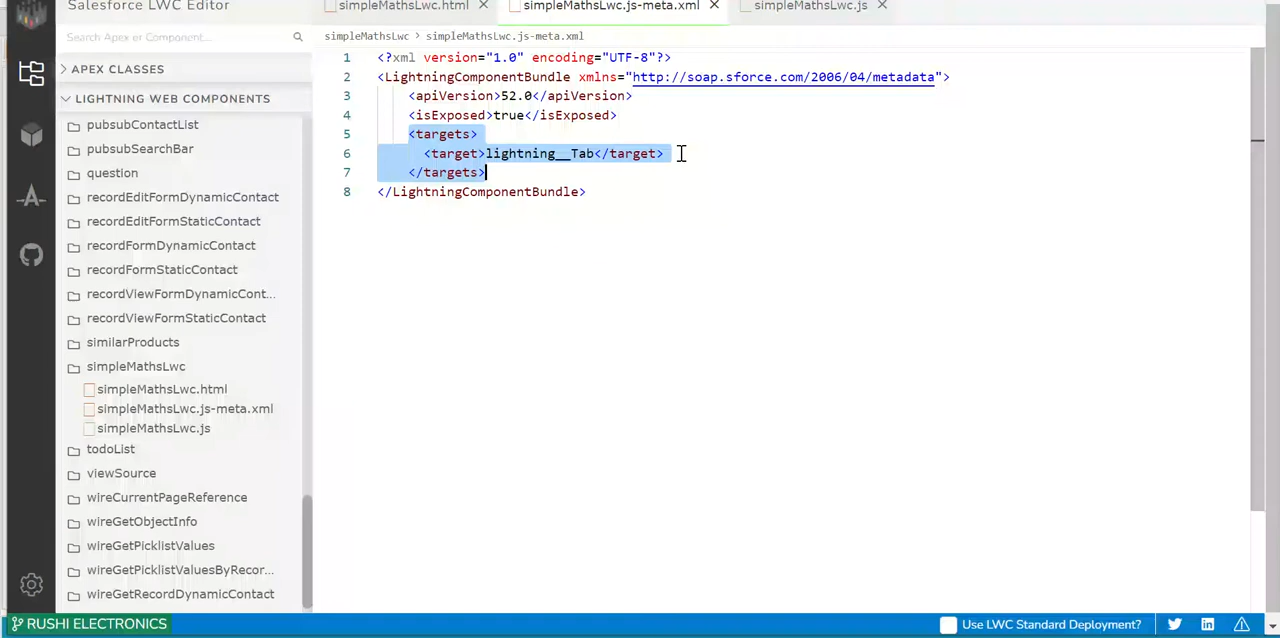 Salesforce LWC Editor
simpleMathsLwc.html
simpleMathsLwc.js-meta.xml
simpleMathsLwc.js
Search Apex or Component...
simpleMathsLwc > simpleMathsLwc.js-meta.xml
APEX CLASSES
LIGHTNING WEB COMPONENTS
pubsubContactList
pubsubSearchBar
question
recordEditFormDynamicContact
recordEditFormStaticContact
recordFormDynamicContact
recordFormStaticContact
recordViewFormDynamicCont...
recordViewFormStaticContact
similarProducts
simpleMathsLwc
simpleMathsLwc.html
simpleMathsLwc.js-meta.xml
simpleMathsLwc.js
todoList
viewSource
wireCurrentPageReference
wireGetObjectInfo
wireGetPicklistValues
wireGetPicklistValuesByRecor...
wireGetRecordDynamicContact
1 <?xml version="1.0" encoding="UTF-8"?>
2 <LightningComponentBundle xmlns="http://soap.sforce.com/2006/04/metadata">
3 <apiVersion>52.0</apiVersion>
4 <isExposed>true</isExposed>
5 <targets>
6 <target>lightning__Tab</target>
7 </targets>
8 </LightningComponentBundle>
RUSHI ELECTRONICS
Use LWC Standard Deployment?